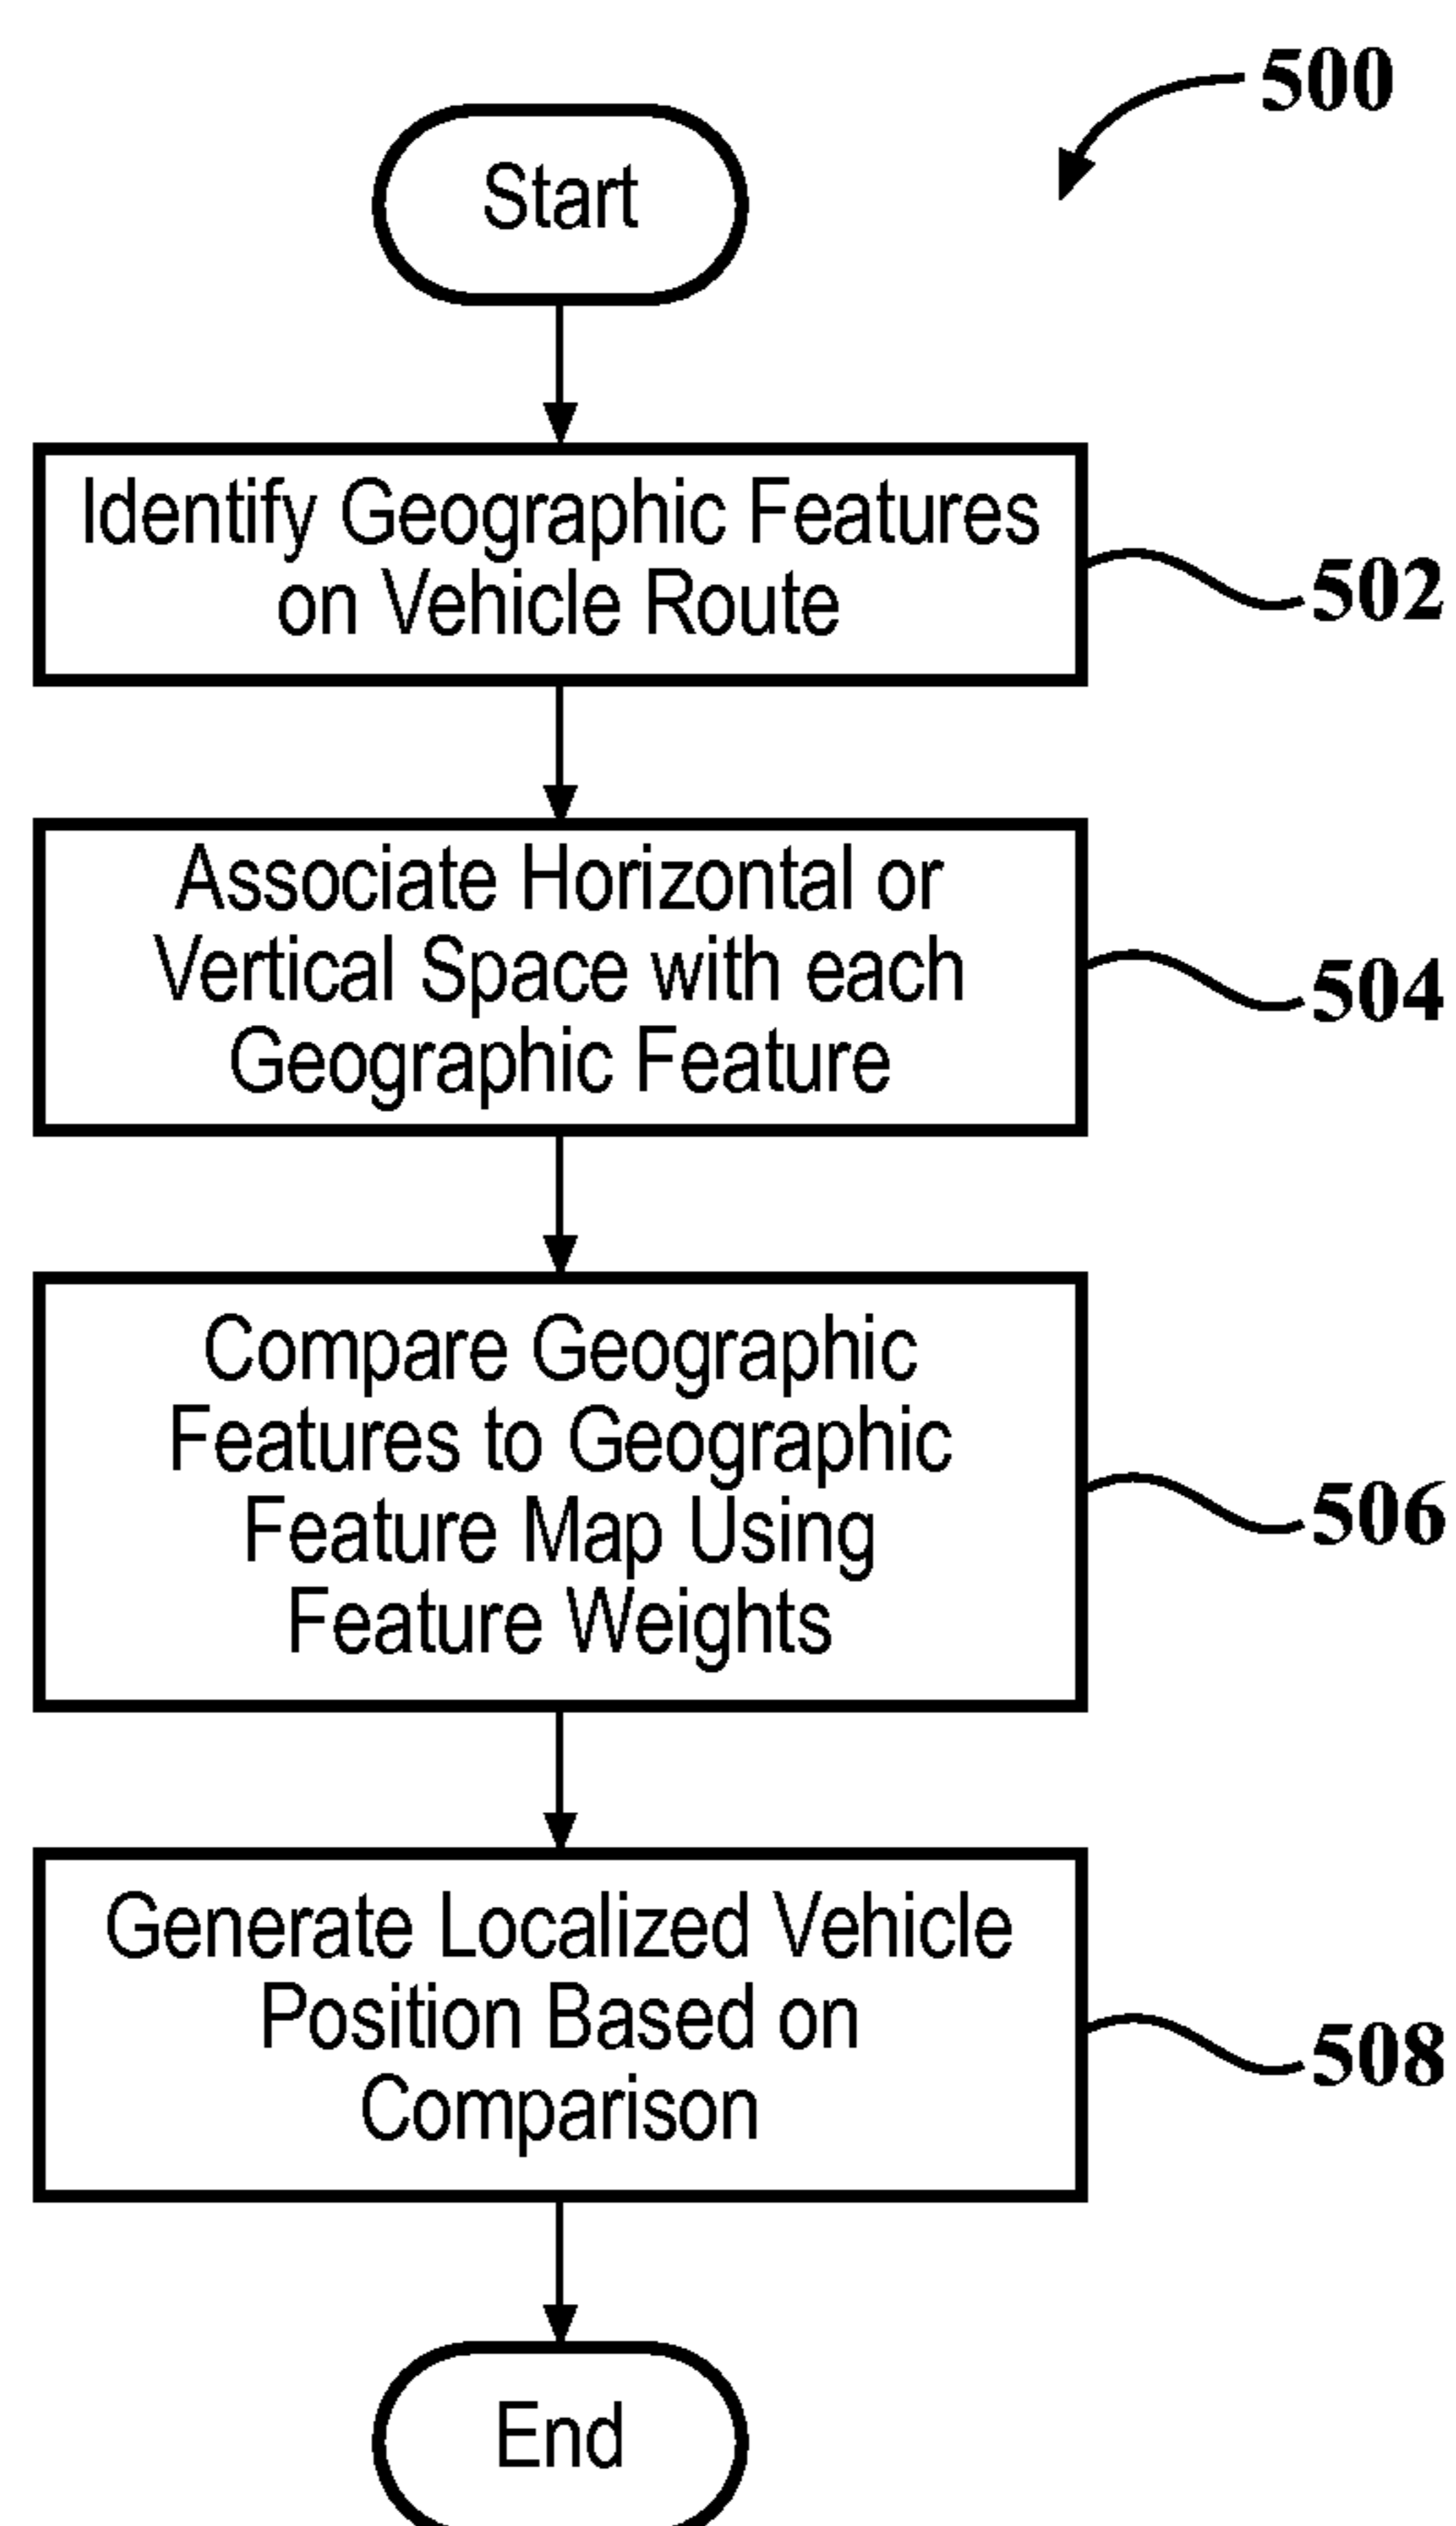 500
Start
Identify Geographic Features
on Vehicle Route
502
Associate Horizontal or
Vertical Space with each
Geographic Feature
504
Compare Geographic
Features to Geographic
Feature Map Using
Feature Weights
506
Generate Localized Vehicle
Position Based on
Comparison
508
End